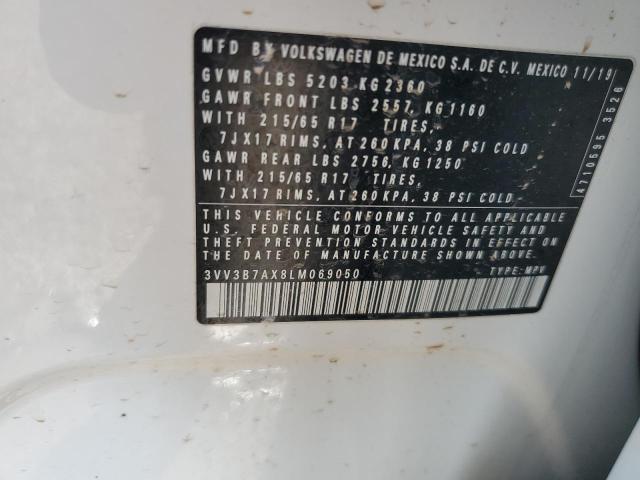 MFD BY VOLKSWAGEN DE MEXICO S.A. DE C.V. MEXICO 11/19
GVWR LBS 5203 KG 2360
GAWR FRONT LBS 2557, KG 1160
WITH 215/65 R17 TIRES,
7JX17 RIMS, AT 260 KPA, 38 PSI COLD
GAWR REAR LBS 2756, KG 1250
WITH 215/65 R17 TIRES,
7JX17 RIMS, AT 260 KPA, 38 PSI COLD
THIS VEHICLE CONFORMS TO ALL APPLICABLE
U.S. FEDERAL MOTOR VEHICLE SAFETY AND
THEFT PREVENTION STANDARDS IN EFFECT ON
THE DATE OF MANUFACTURE SHOWN ABOVE.
3VV3B7AX8LM069050 TYPE: MPV
4710595 3526